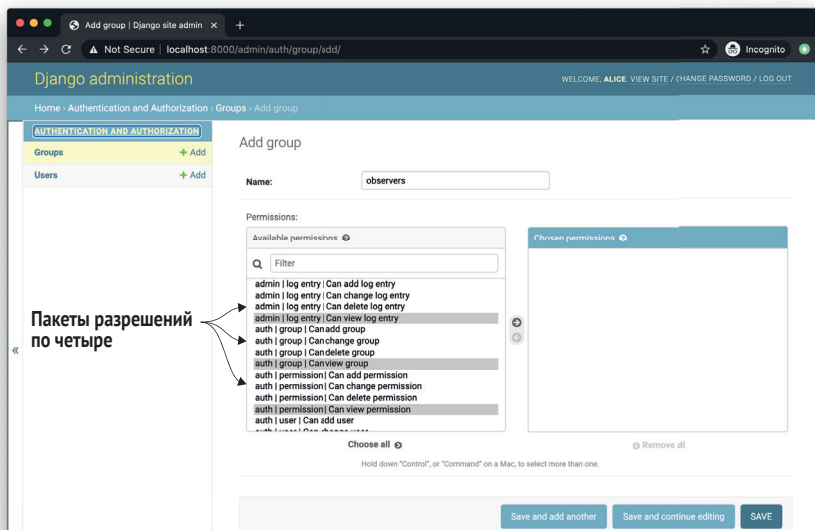 Add group | Django site admin × +
Not Secure | localhost:8000/admin/auth/group/add/ Incognito
Django administration
WELCOME, ALICE. VIEW SITE / CHANGE PASSWORD / LOG OUT
Home › Authentication and Authorization › Groups › Add group
AUTHENTICATION AND AUTHORIZATION
Groups + Add
Users + Add
Add group
Name: observers
Permissions:
Available permissions ?
Filter
admin | log entry | Can add log entry
admin | log entry | Can change log entry
admin | log entry | Can delete log entry
admin | log entry | Can view log entry
auth | group | Can add group
auth | group | Can change group
auth | group | Can delete group
auth | group | Can view group
auth | permission | Can add permission
auth | permission | Can change permission
auth | permission | Can delete permission
auth | permission | Can view permission
auth | user | Can add user
auth | user | Can change user
Choose all
Chosen permissions ?
Remove all
Hold down "Control", or "Command" on a Mac, to select more than one.
Save and add another
Save and continue editing
SAVE
«
Пакеты разрешений
по четыре